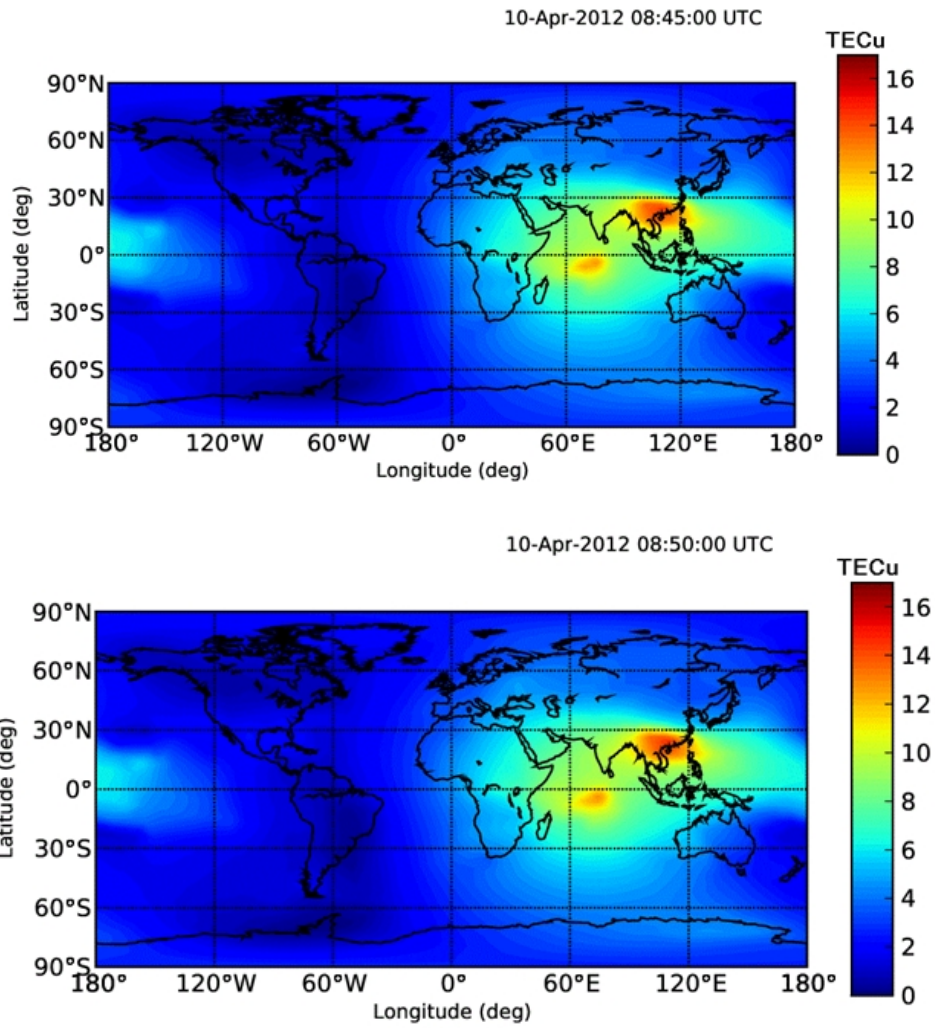 10-Apr-2012 08:45:00 UTC
TECu
90°N
60°N
30°N
0°
30°S
60°S
90°S
Latitude (deg)
180°
120°W
60°W
0°
60°E
120°E
180°
Longitude (deg)
16
14
12
10
8
6
4
2
0
10-Apr-2012 08:50:00 UTC
TECu
90°N
60°N
30°N
0°
30°S
60°S
90°S
Latitude (deg)
180°
120°W
60°W
0°
60°E
120°E
180°
Longitude (deg)
16
14
12
10
8
6
4
2
0